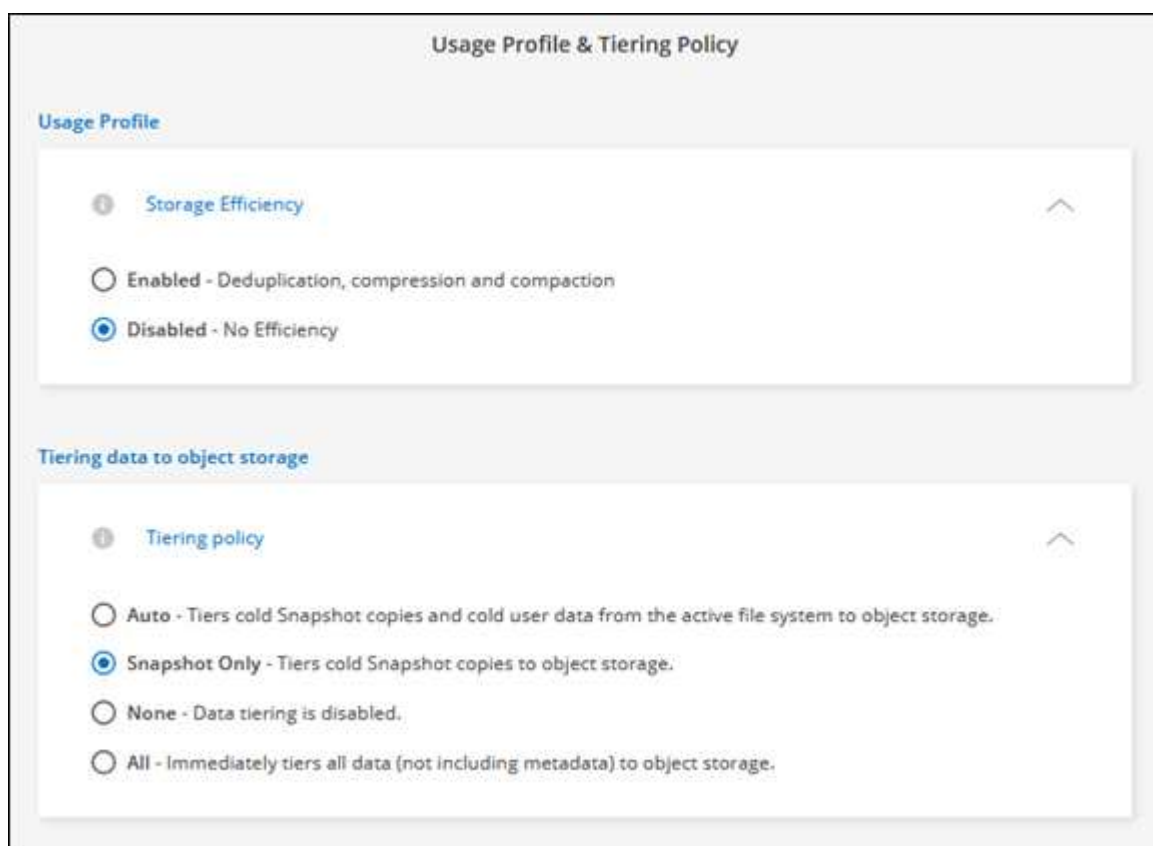 Usage Profile & Tiering Policy
Usage Profile
Storage Efficiency
Enabled - Deduplication, compression and compaction
Disabled - No Efficiency
Tiering data to object storage
Tiering policy
Auto - Tiers cold Snapshot copies and cold user data from the active file system to object storage.
Snapshot Only - Tiers cold Snapshot copies to object storage.
None - Data tiering is disabled.
All - Immediately tiers all data (not including metadata) to object storage.